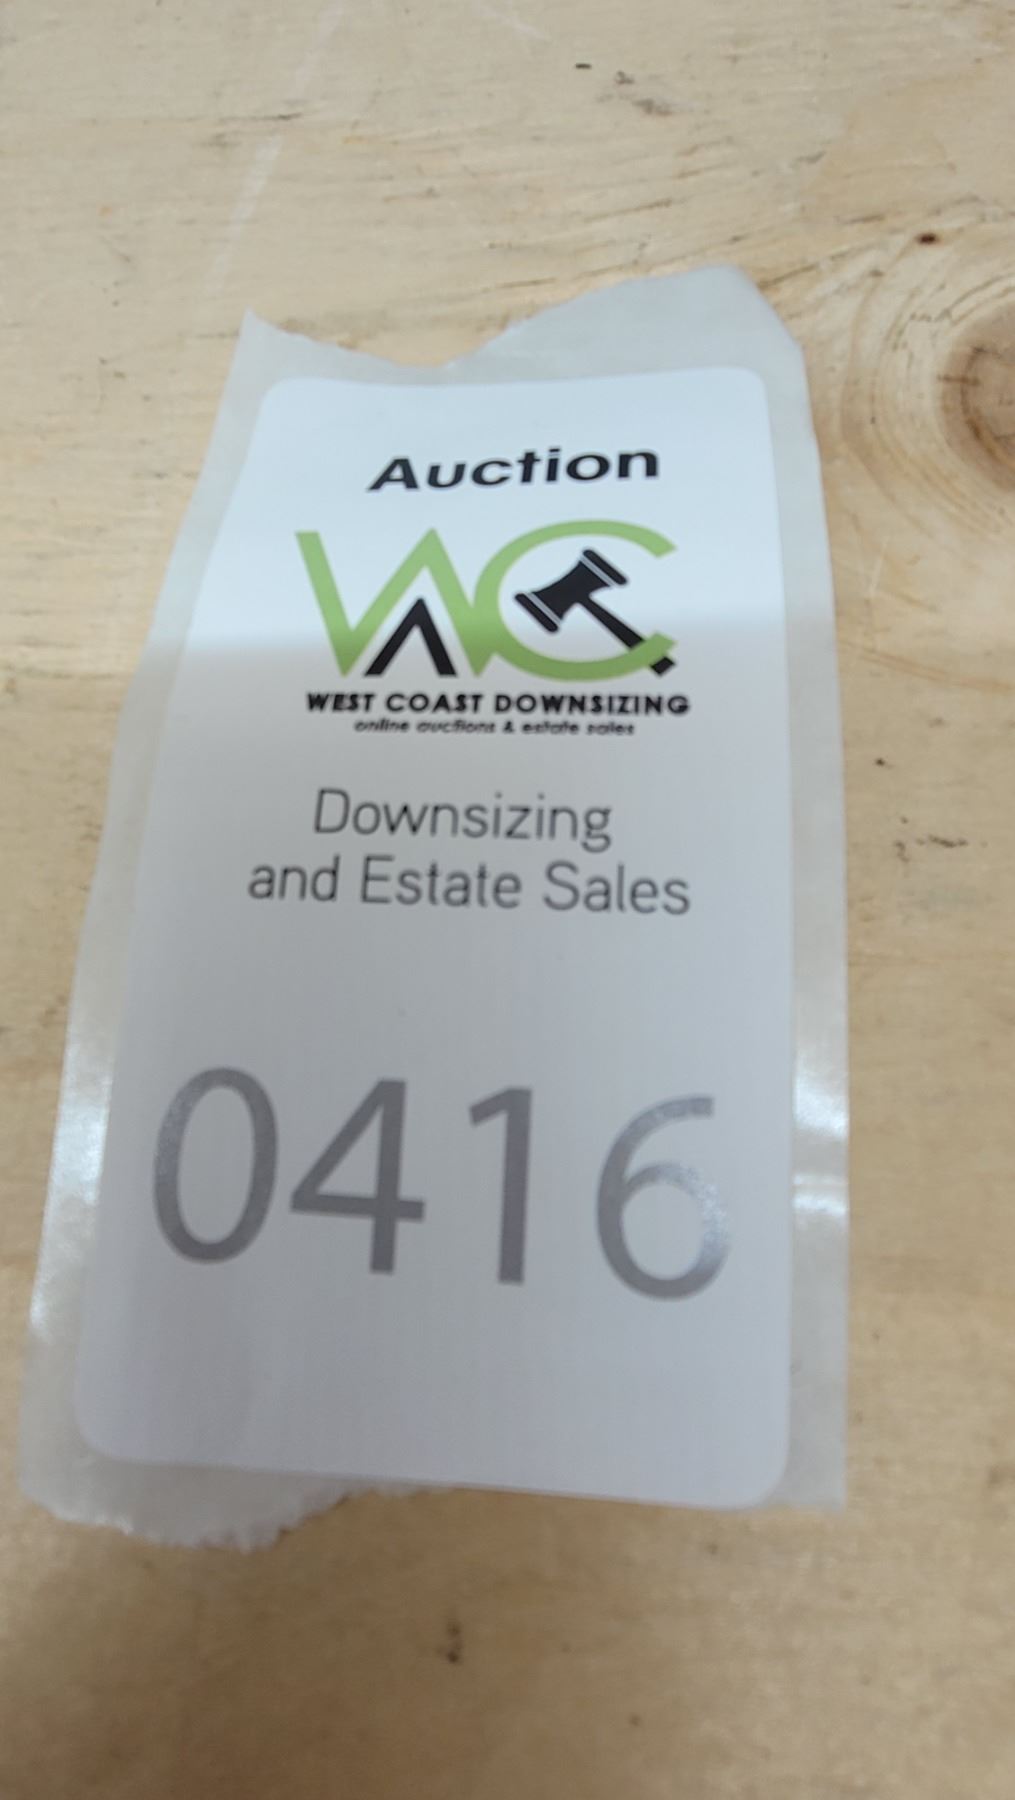 Auction
WC
WEST COAST DOWNSIZING
online auctions & estate sales
Downsizing
and Estate Sales
0416